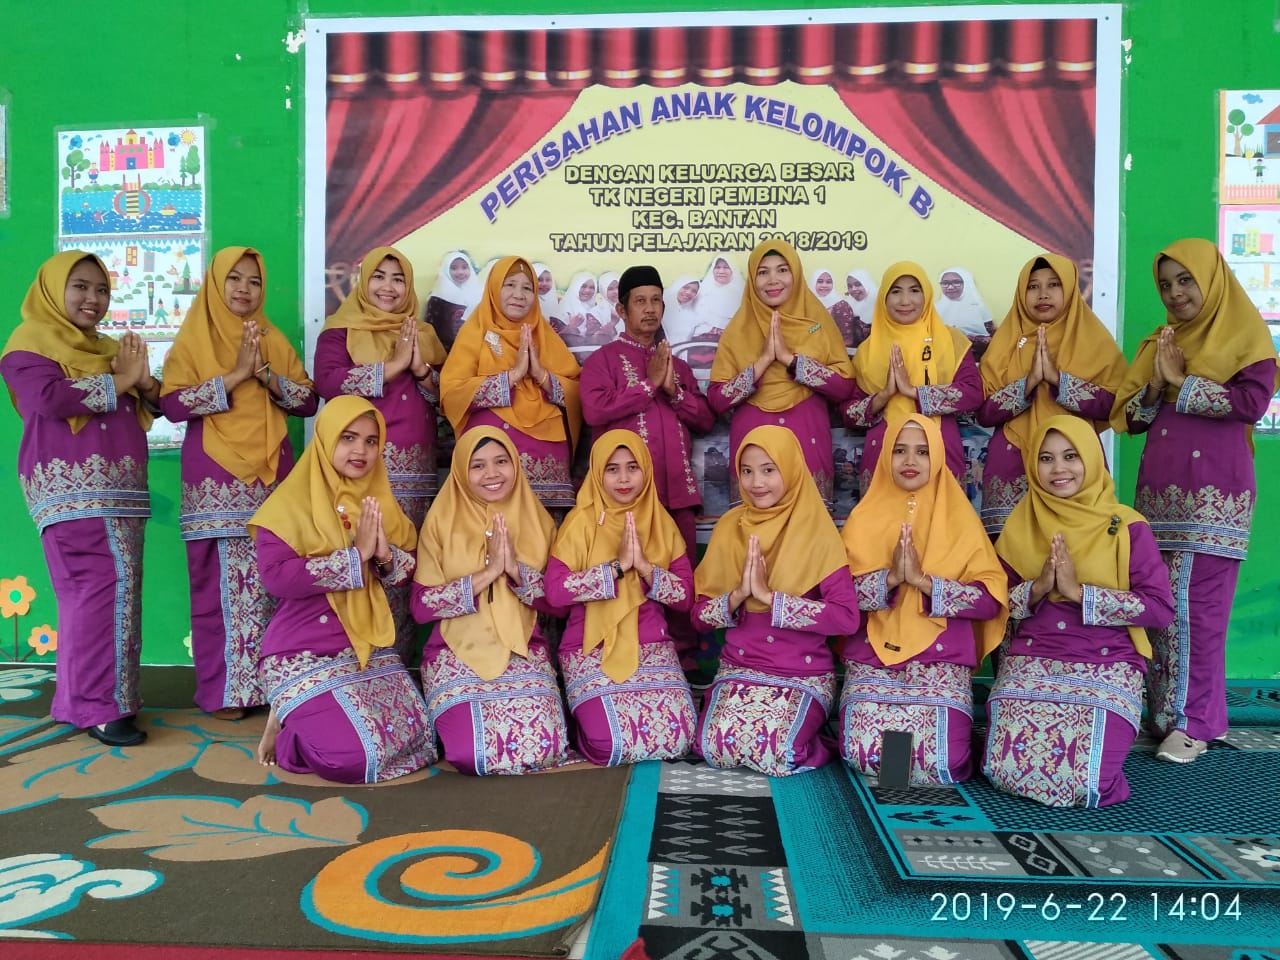 PERISAHAN ANAK KELOMPOK B
DENGAN KELUARGA BESAR
TK NEGERI PEMBINA 1
KEC. BANTAN
TAHUN PELAJARAN 2018/2019
2019-6-22 14:04